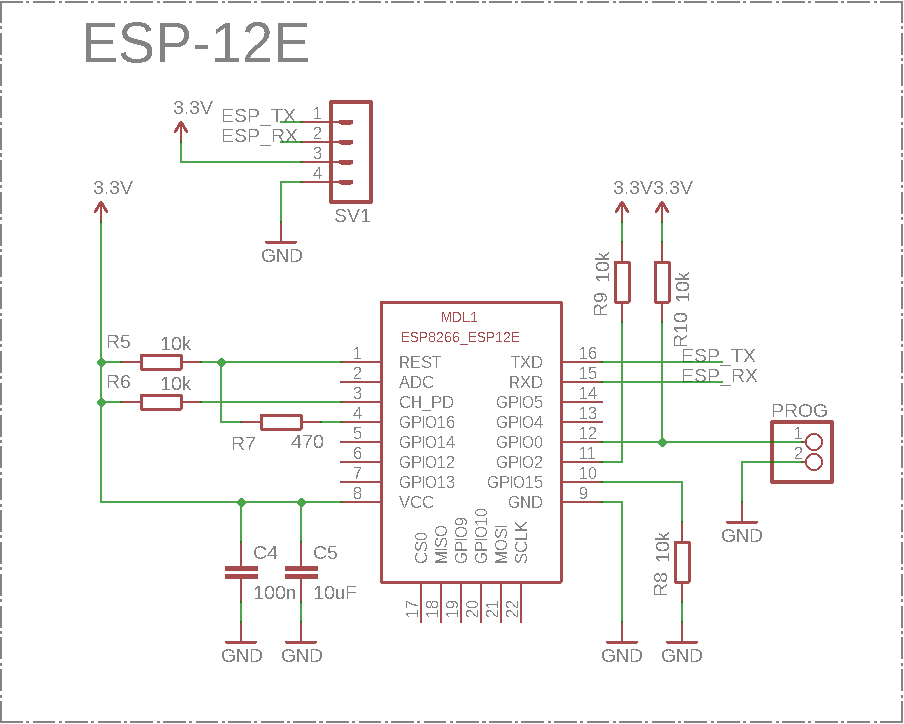 ESP-12E
3.3V
ESP_TX
1
ESP_RX
2
3
4
SV1
GND
3.3V
3.3V
3.3V
R9
10k
R10
10k
MDL1
ESP8266_ESP12E
R5
10k
R6
10k
R7
470
1
REST
TXD
16
ESP_TX
2
ADC
RXD
15
ESP_RX
3
CH_PD
GPIO5
14
4
GPIO16
GPIO4
13
5
GPIO14
GPIO0
12
6
GPIO12
GPIO2
11
7
GPIO13
GPIO15
10
8
VCC
GND
9
CS0
MISO
GPIO9
GPIO10
MOSI
SCLK
17
18
19
20
21
22
PROG
1
2
GND
C4
100n
C5
10uF
R8
10k
GND
GND
GND
GND